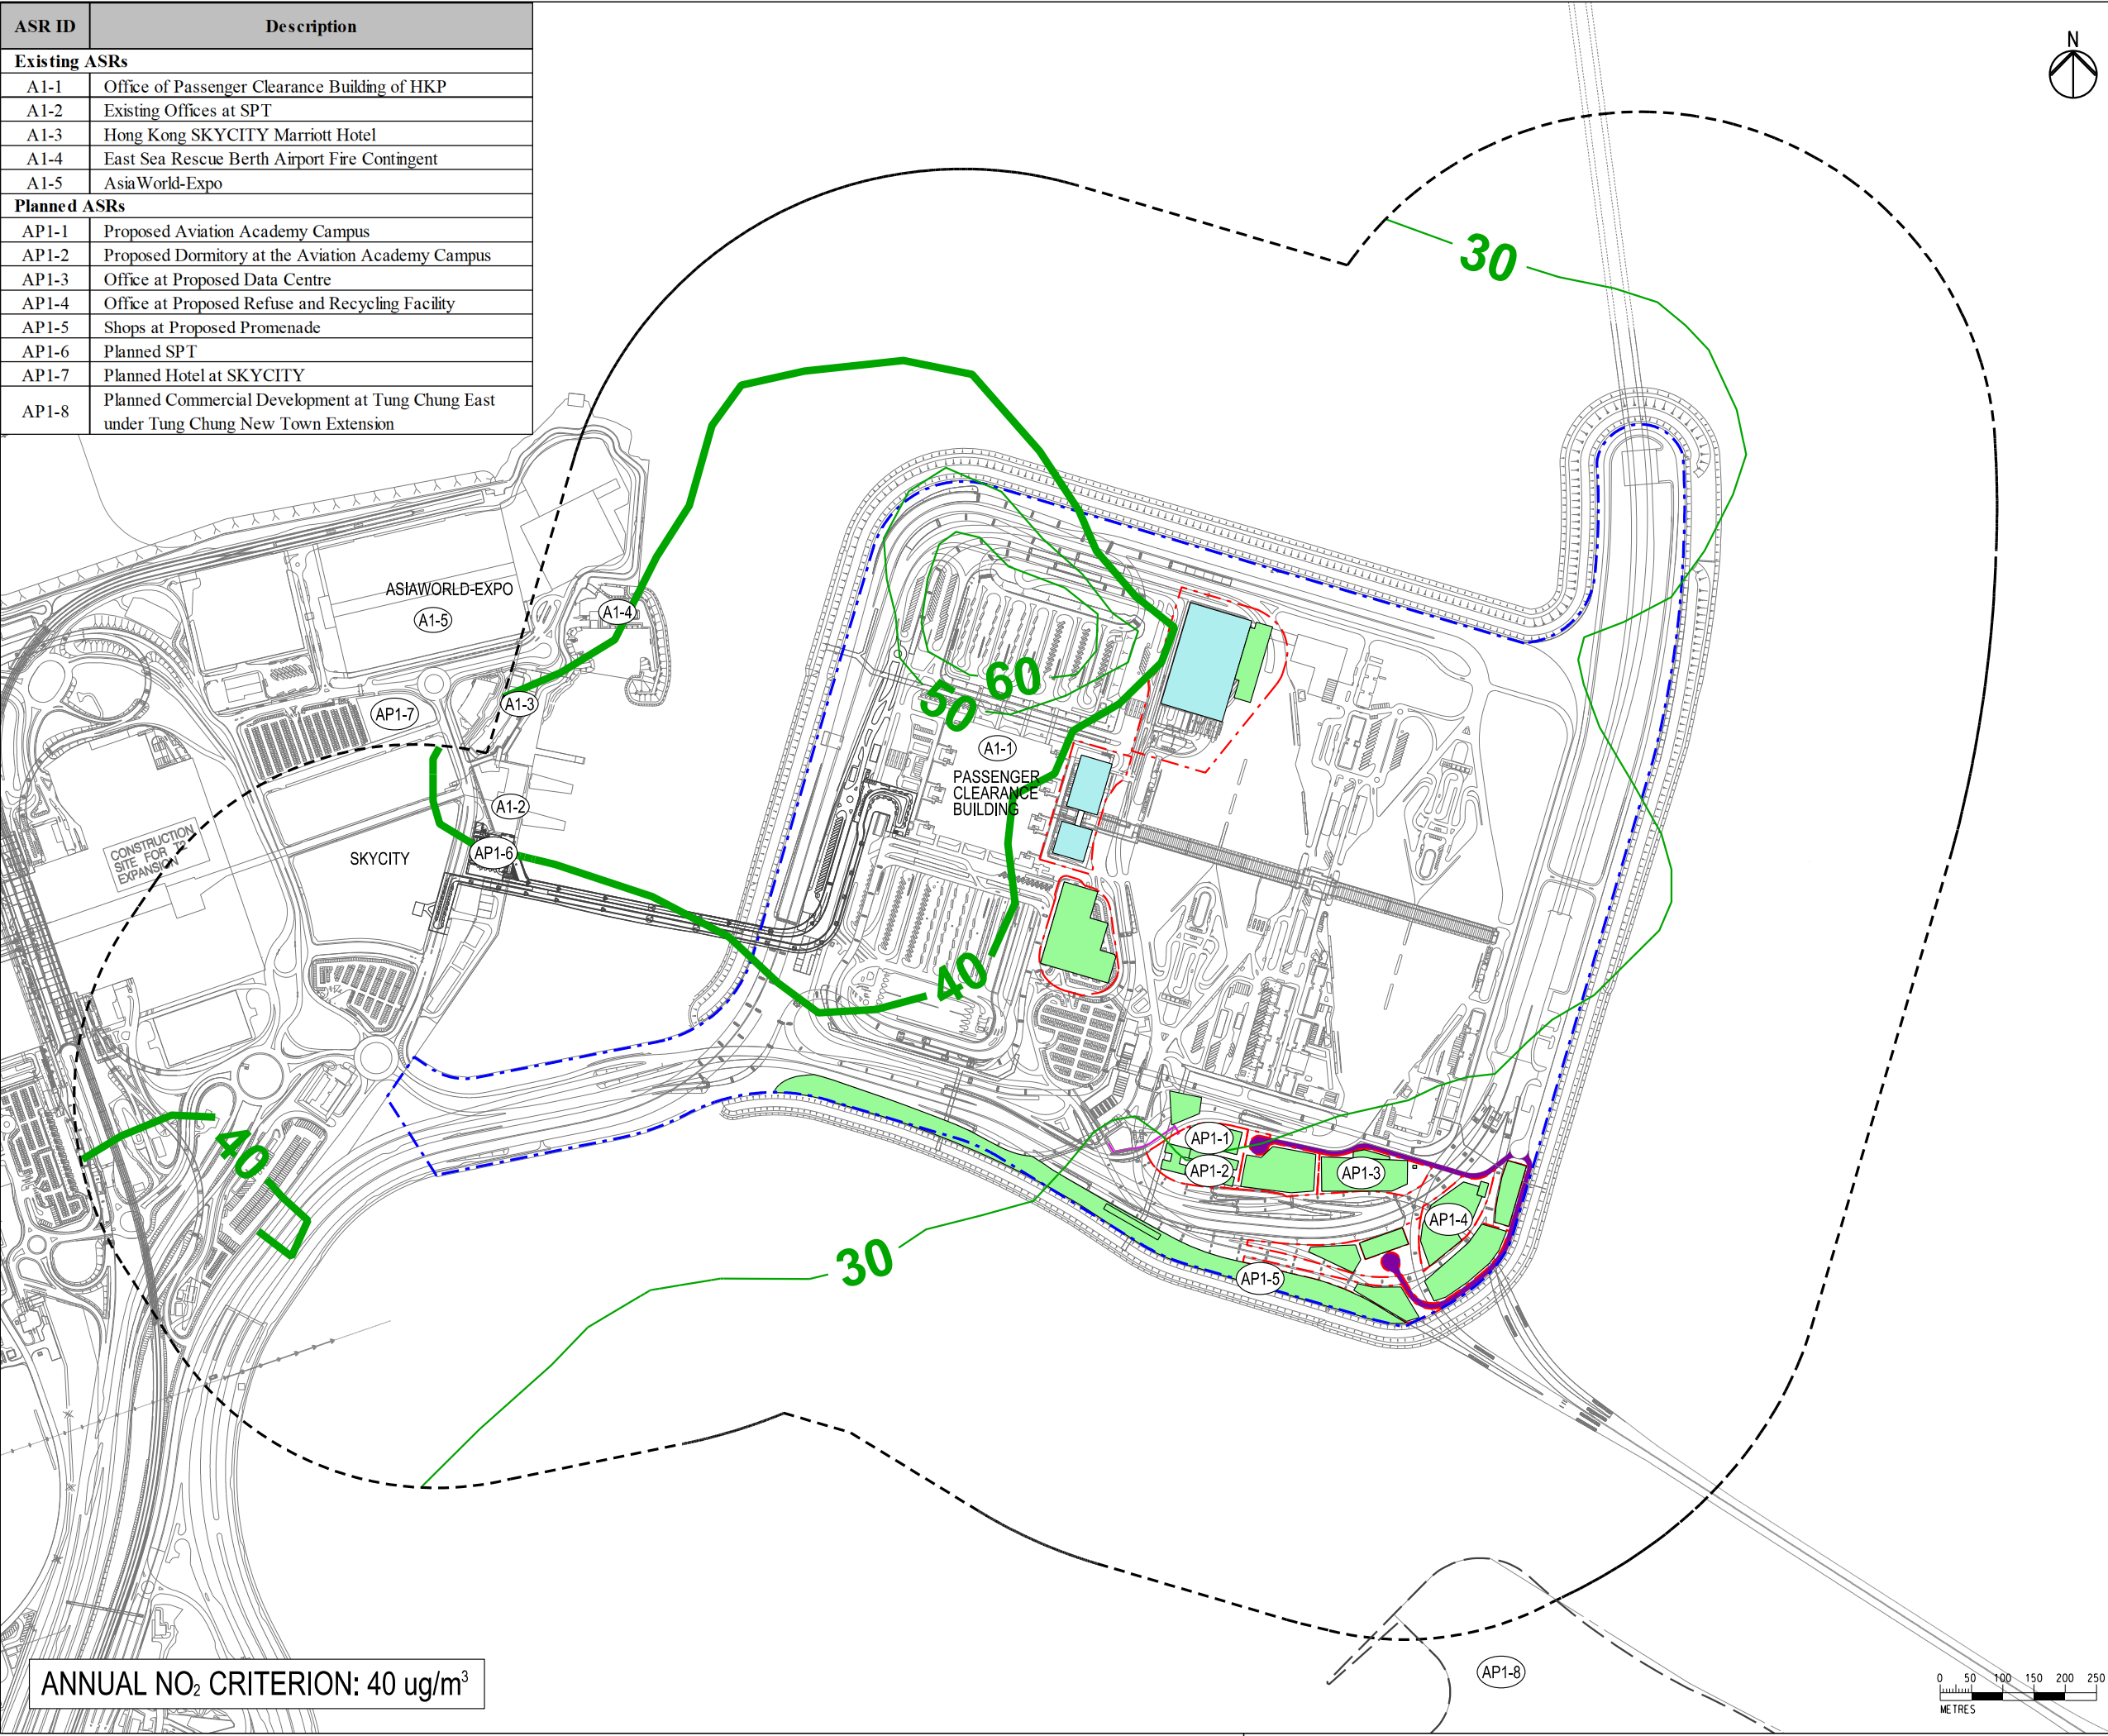 ASR ID Description
Existing ASRs
A1-1 Office of Passenger Clearance Building of HKP
A1-2 Existing Offices at SPT
A1-3 Hong Kong SKYCITY Marriott Hotel
A1-4 East Sea Rescue Berth Airport Fire Contingent
A1-5 AsiaWorld-Expo
Planned ASRs
AP1-1 Proposed Aviation Academy Campus
AP1-2 Proposed Dormitory at the Aviation Academy Campus
AP1-3 Office at Proposed Data Centre
AP1-4 Office at Proposed Refuse and Recycling Facility
AP1-5 Shops at Proposed Promenade
AP1-6 Planned SPT
AP1-7 Planned Hotel at SKYCITY
AP1-8 Planned Commercial Development at Tung Chung East
under Tung Chung New Town Extension
N
30
ASIAWORLD-EXPO
A1-5
A1-4
A1-3
AP1-7
60
50
A1-1
PASSENGER
CLEARANCE
BUILDING
A1-2
AP1-6
SKYCITY
CONSTRUCTION
SITE FOR T2
EXPANSION
40
40
AP1-1
AP1-2
AP1-3
AP1-4
AP1-5
30
AP1-8
ANNUAL NO₂ CRITERION: 40 ug/m³
0 50 100 150 200 250
METRES